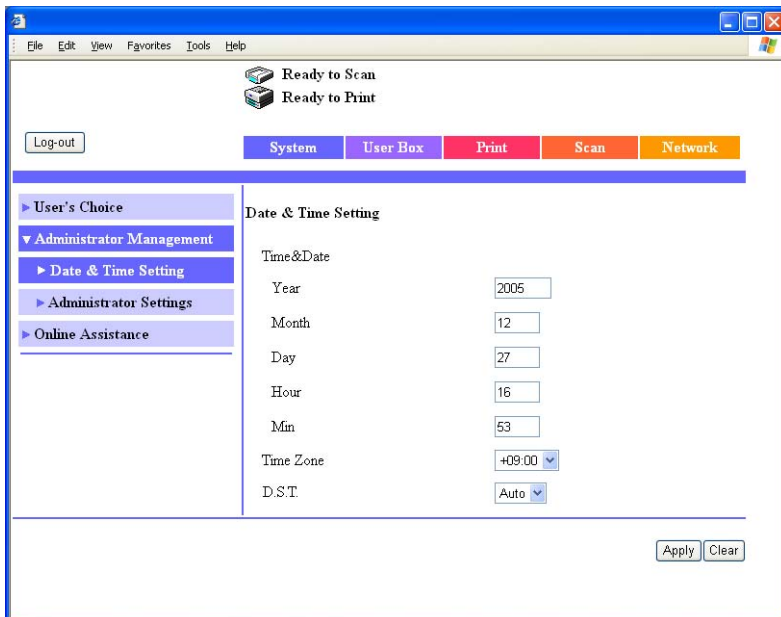 File Edit View Favorites Tools Help
Ready to Scan
Ready to Print
Log-out
System User Box Print Scan Network
User's Choice
Administrator Management
Date & Time Setting
Administrator Settings
Online Assistance
Date & Time Setting
Time&Date
Year 2005
Month 12
Day 27
Hour 16
Min 53
Time Zone +09:00
D.S.T. Auto
Apply Clear